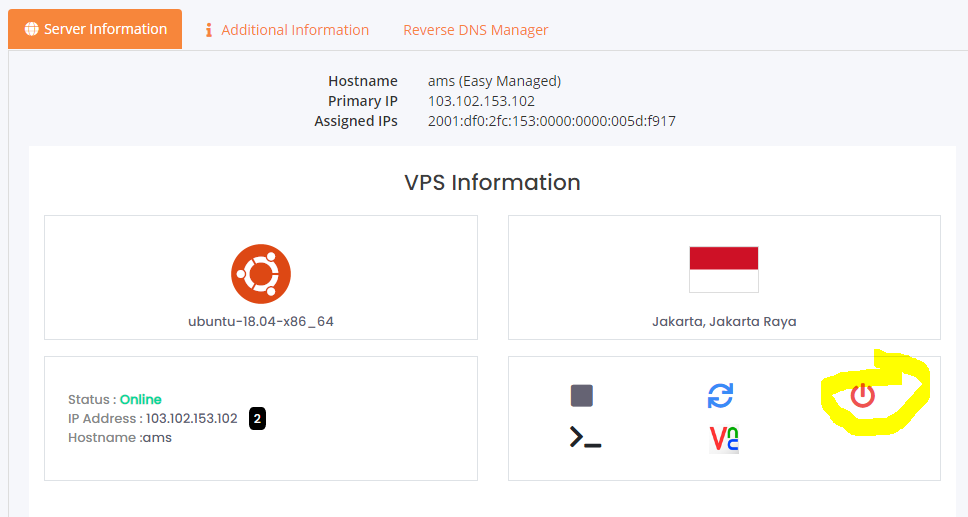 Server Information
Additional Information
Reverse DNS Manager
Hostname ams (Easy Managed)
Primary IP 103.102.153.102
Assigned IPs 2001:df0:2fc:153:0000:0000:005d:f917
VPS Information
ubuntu-18.04-x86_64
Jakarta, Jakarta Raya
Status : Online
IP Address : 103.102.153.102 2
Hostname :ams
Vnc